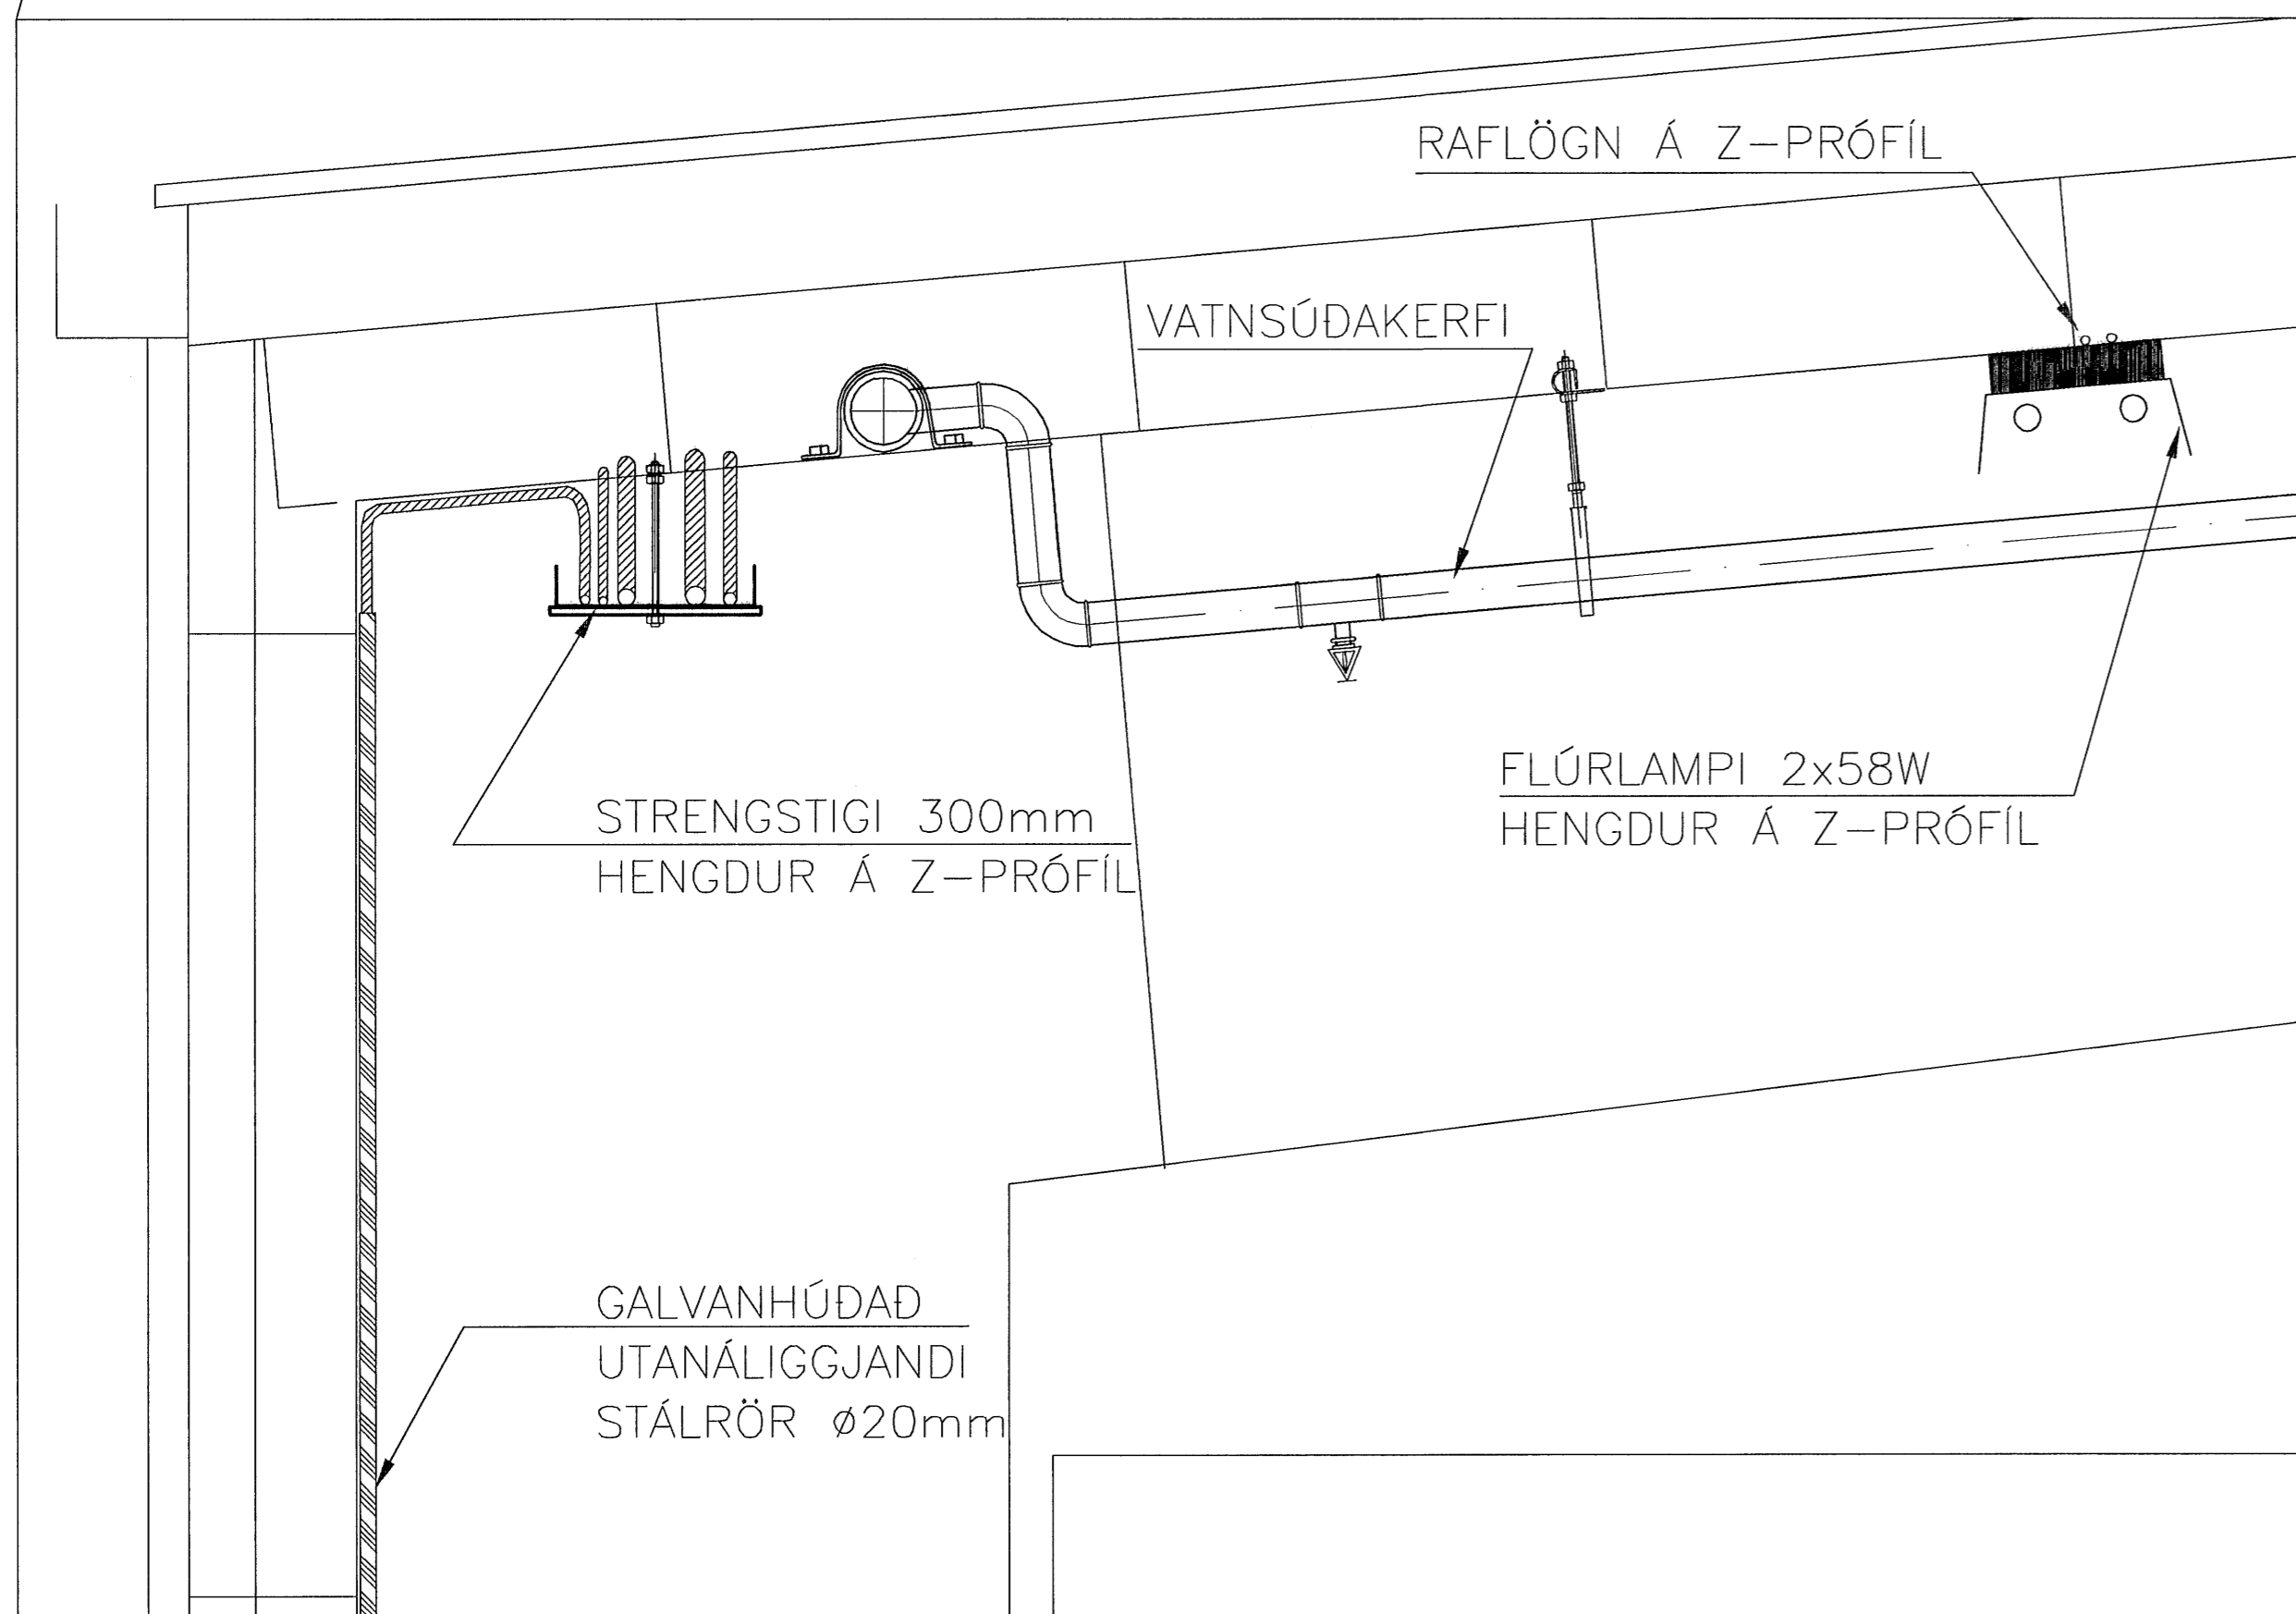 RAFLÖGN Á Z-PRÓFÍL
VATNSÚÐAKERFI
STRENGSTIGI 300mm
HENGDUR Á Z-PRÓFÍL
FLÚRLAMPI 2x58W
HENGDUR Á Z-PRÓFÍL
GALVANHÚÐAÐ
UTANÁLIGGJANDI
STÁLRÖR ø20mm